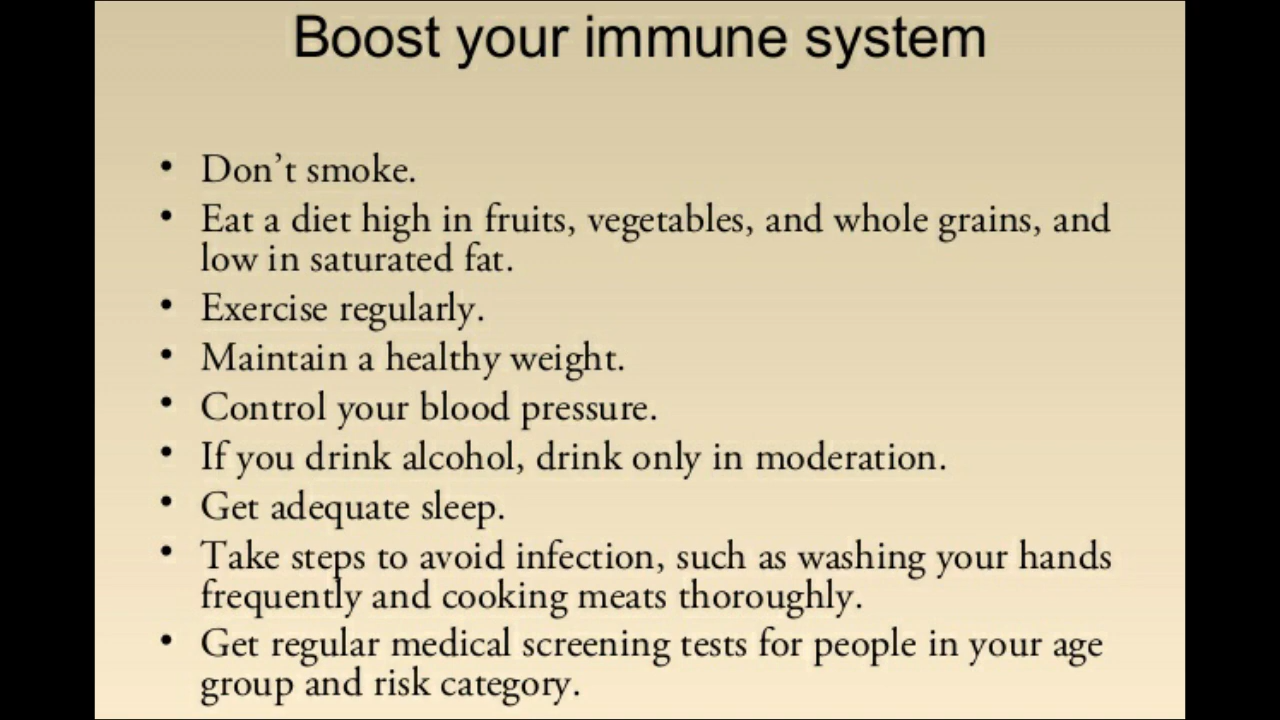 Boost your immune system
• Don’t smoke.
• Eat a diet high in fruits, vegetables, and whole grains, and
low in saturated fat.
• Exercise regularly.
• Maintain a healthy weight.
• Control your blood pressure.
• If you drink alcohol, drink only in moderation.
• Get adequate sleep.
• Take steps to avoid infection, such as washing your hands
frequently and cooking meats thoroughly.
• Get regular medical screening tests for people in your age
group and risk category.